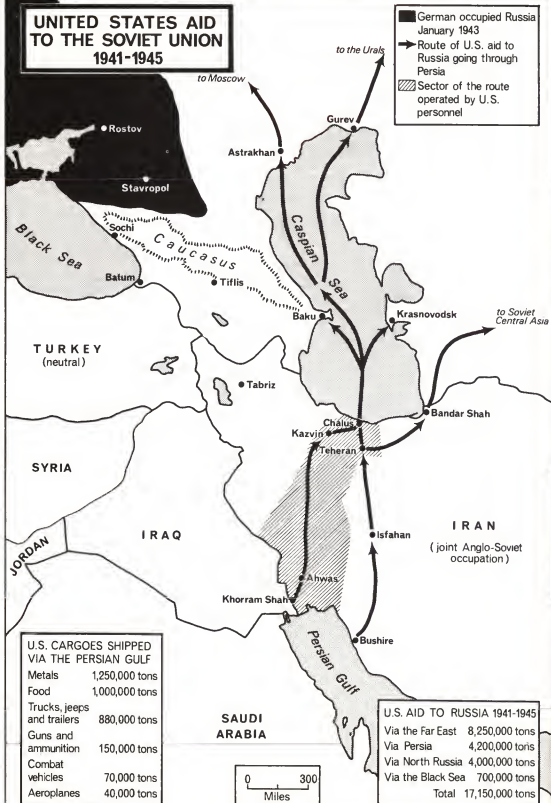 UNITED STATES AID
TO THE SOVIET UNION
1941-1945
German occupied Russia
January 1943
Route of U.S. aid to
Russia going through
Persia
Sector of the route
operated by U.S.
personnel
to the Urals
to Moscow
Gurev
Rostov
Astrakhan
Stavropol
Black Sea
Sochi
Caucasus
Caspian
Sea
Batum
Tiflis
Baku
Krasnovodsk
to Soviet
Central Asia
TURKEY
(neutral)
Tabriz
Chalus
Bandar Shah
Kazvin
Teheran
SYRIA
IRAQ
Isfahan
IRAN
(joint Anglo-Soviet
occupation)
JORDAN
Ahwas
Khorram Shah
Bushire
Persian Gulf
U.S. CARGOES SHIPPED
VIA THE PERSIAN GULF
Metals 1,250,000 tons
Food 1,000,000 tons
Trucks, jeeps
and trailers 880,000 tons
Guns and
ammunition 150,000 tons
Combat
vehicles 70,000 tons
Aeroplanes 40,000 tons
SAUDI
ARABIA
0 300
Miles
U.S. AID TO RUSSIA 1941-1945
Via the Far East 8,250,000 tons
Via Persia 4,200,000 tons
Via North Russia 4,000,000 tons
Via the Black Sea 700,000 tons
Total 17,150,000 tons